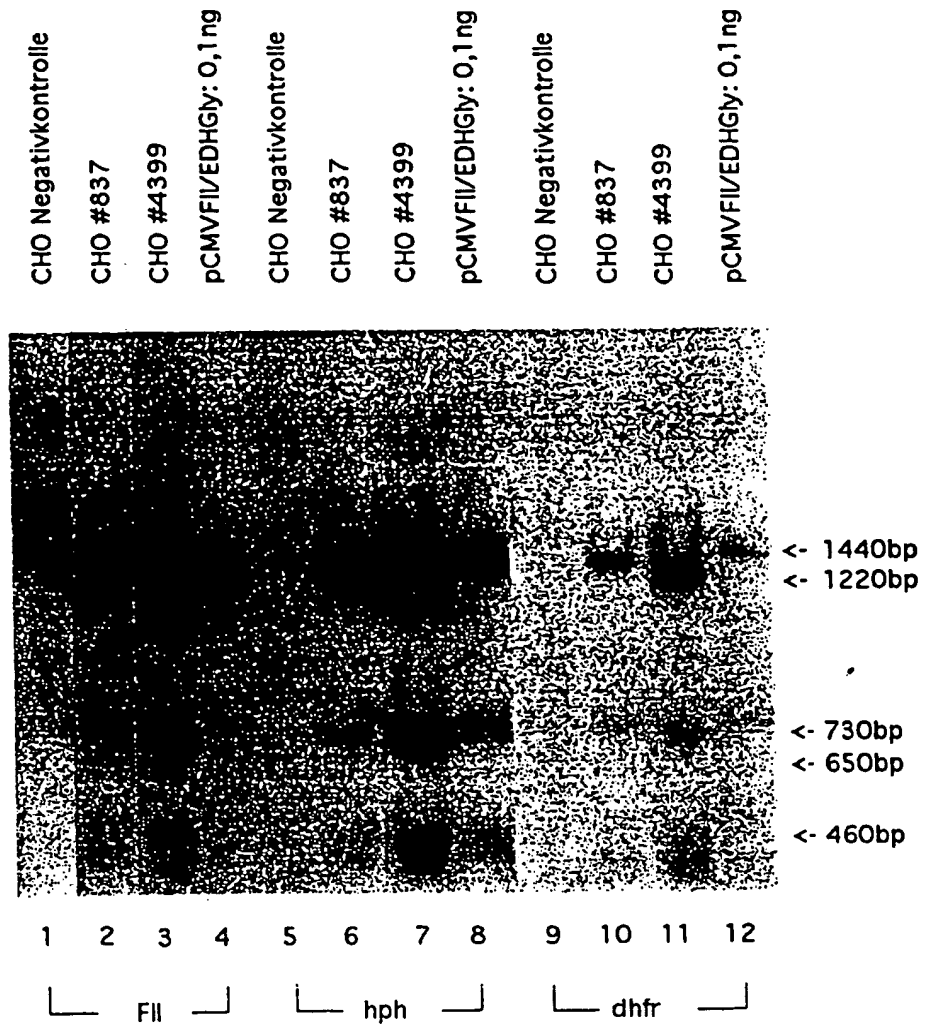 CHO Negativkontrolle
CHO #837
CHO #4399
pCMVFII/EDHGly: 0,1ng
CHO Negativkontrolle
CHO #837
CHO #4399
pCMVFII/EDHGly: 0,1ng
CHO Negativkontrolle
CHO #837
CHO #4399
pCMVFII/EDHGly: 0,1ng
<- 1440bp
<- 1220bp
<- 730bp
<- 650bp
<- 460bp
1 2 3 4 5 6 7 8 9 10 11 12
FII hph dhfr